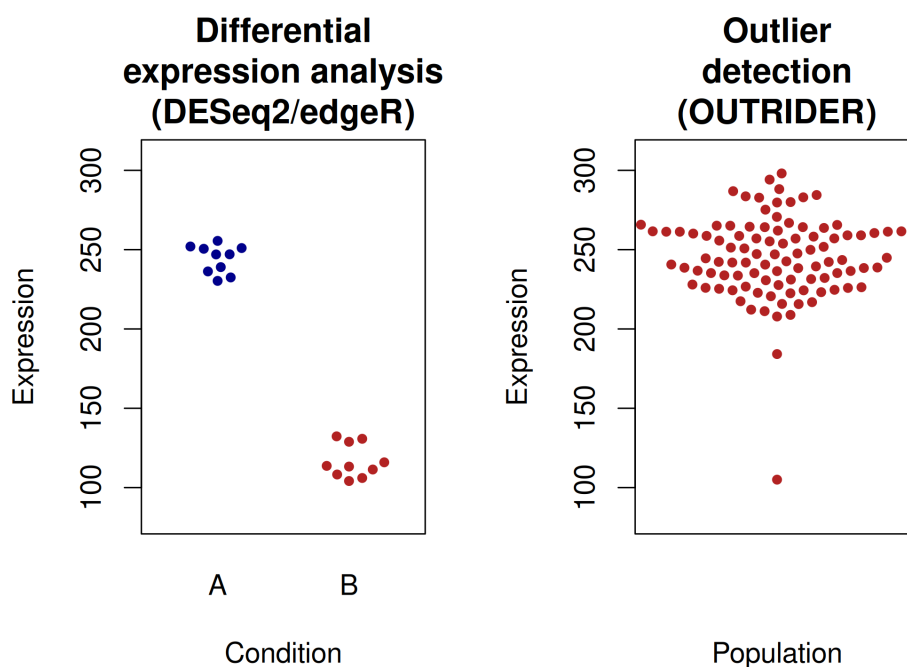 Differential
expression analysis
(DESeq2/edgeR)
Expression
300
250
200
150
100
A B
Condition
Outlier
detection
(OUTRIDER)
Expression
300
250
200
150
100
Population